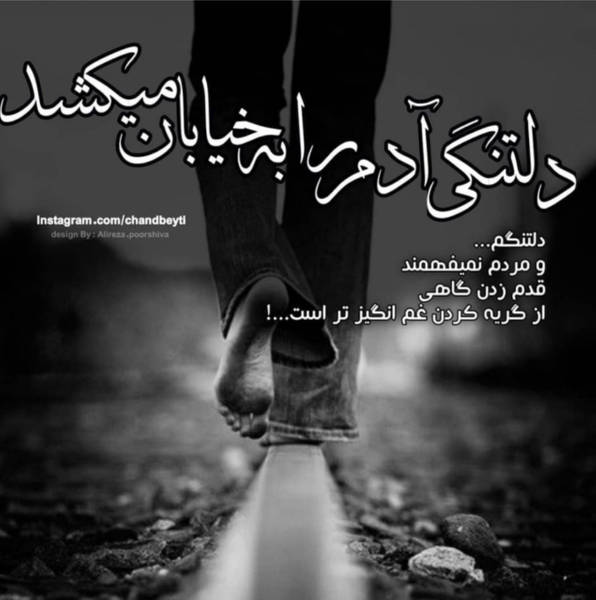 دلتنگی آدم را به خیابان میکشد
Instagram.com/chandbeyti
design By : Alireza.poorshiva
دلتنگم...
و مردم نمیفهمند
قدم زدن گاهی
از گریه کردن غم انگیز تر است...!